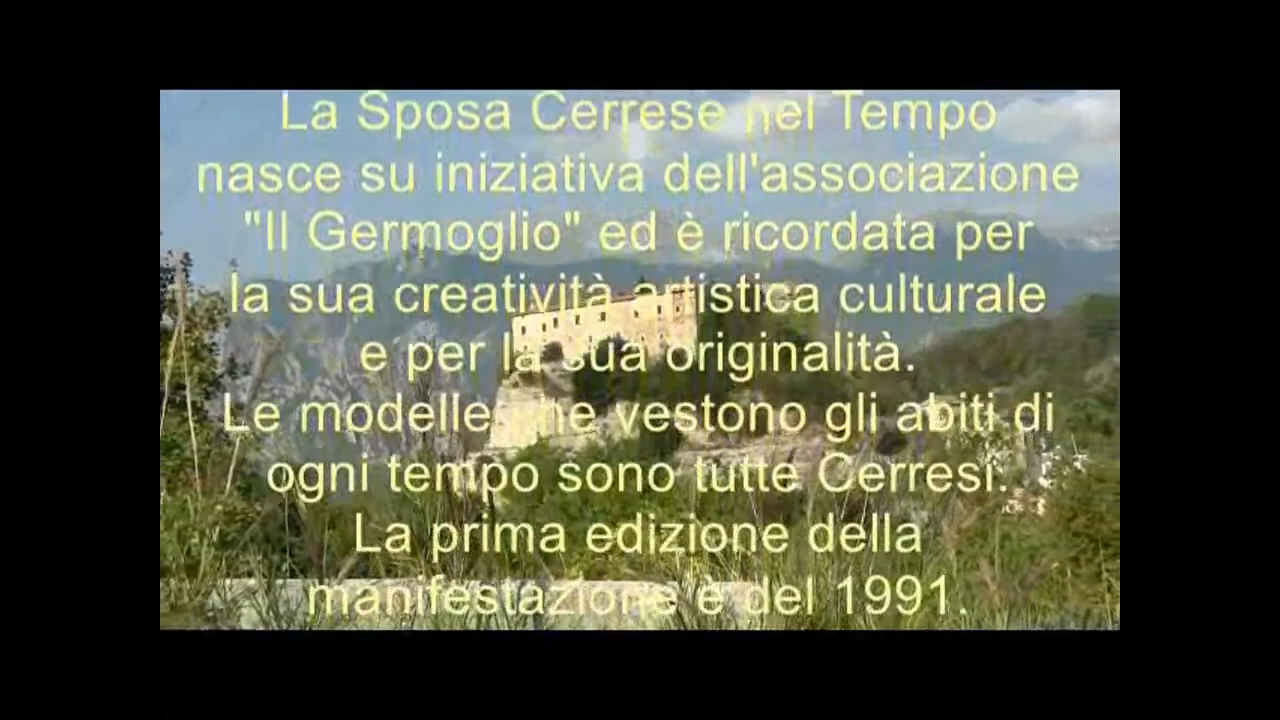 La Sposa Cerrese nel Tempo
nasce su iniziativa dell'associazione
"Il Germoglio" ed è ricordata per
la sua creatività artistica culturale
e per la sua originalità.
Le modelle che vestono gli abiti di
ogni tempo sono tutte Cerresi.
La prima edizione della
manifestazione è del 1991.